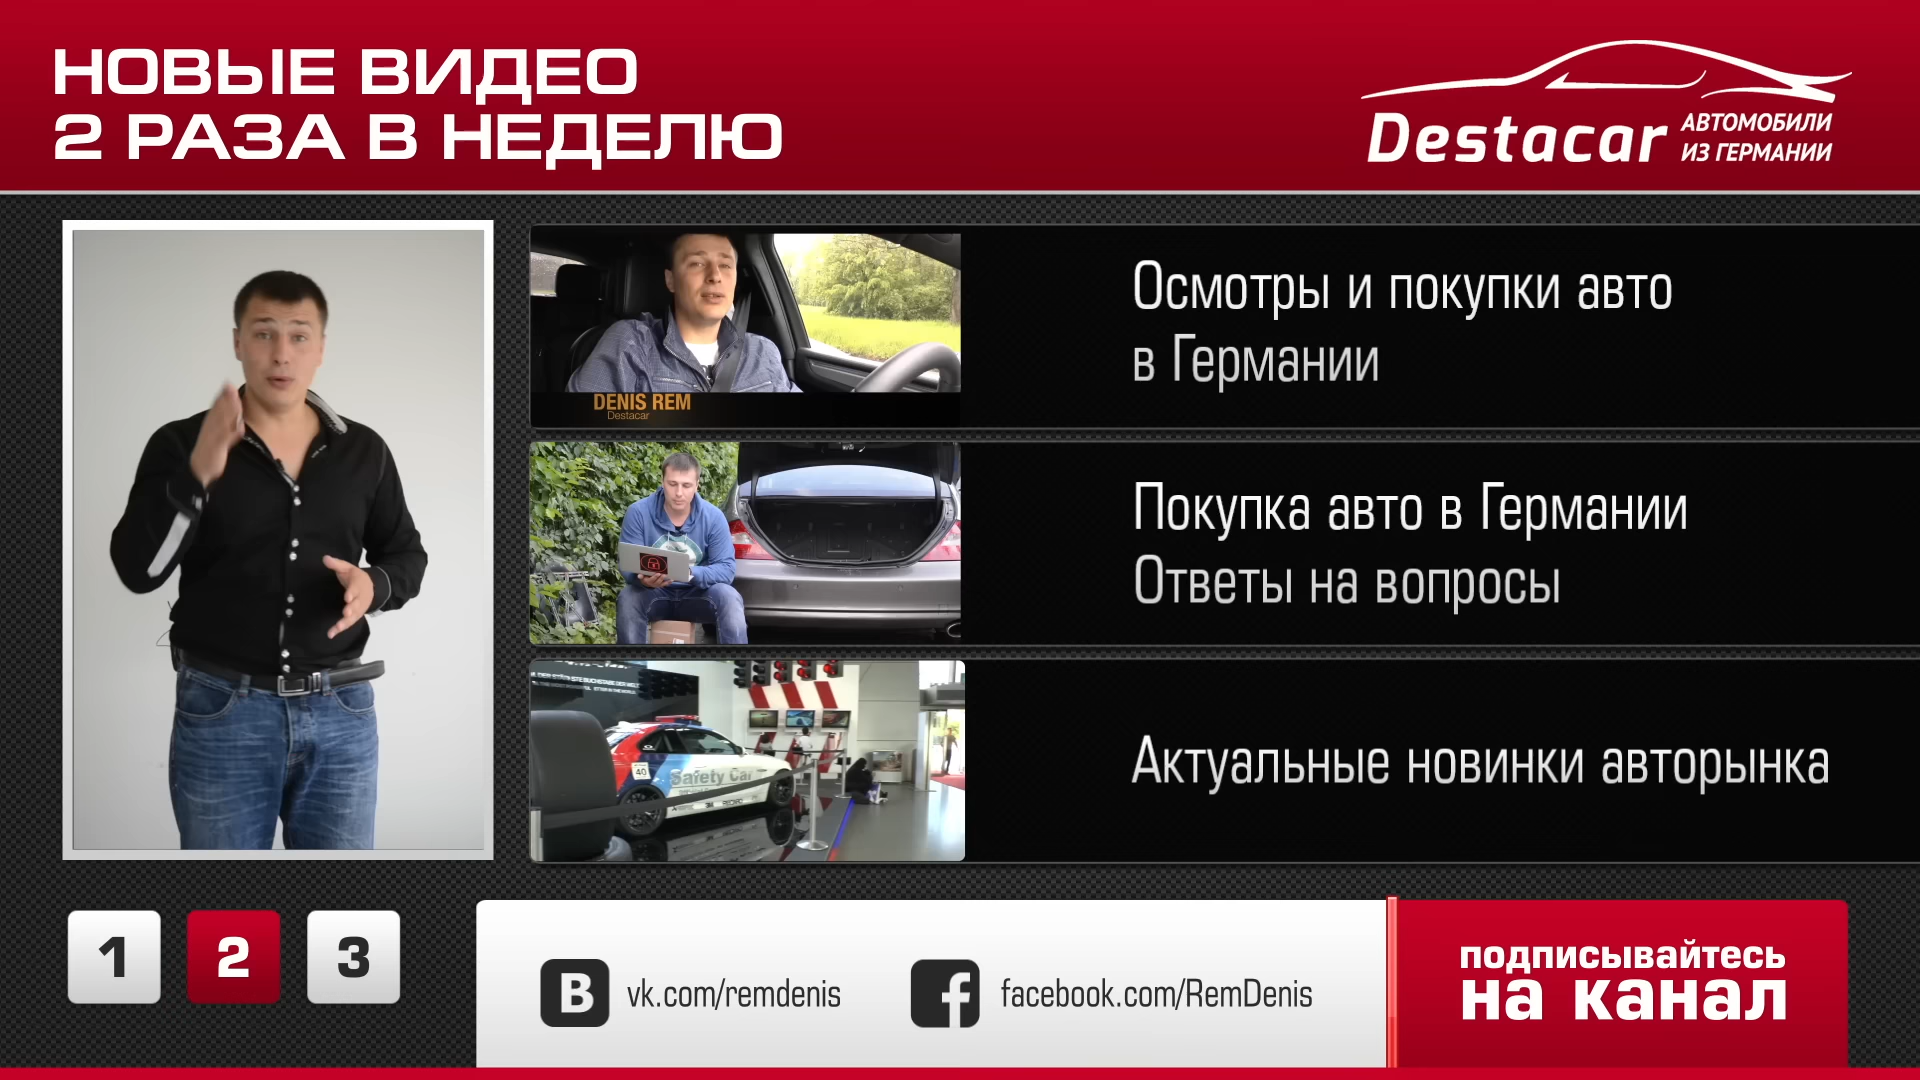 НОВЫЕ ВИДЕО
2 РАЗА В НЕДЕЛЮ
Destacar
АВТОМОБИЛИ
ИЗ ГЕРМАНИИ
DENIS REM
Destacar
Осмотры и покупки авто
в Германии
Покупка авто в Германии
Ответы на вопросы
40
Safety Car
Актуальные новинки авторынка
1
2
3
B
vk.com/remdenis
f
facebook.com/RemDenis
подписывайтесь
на канал